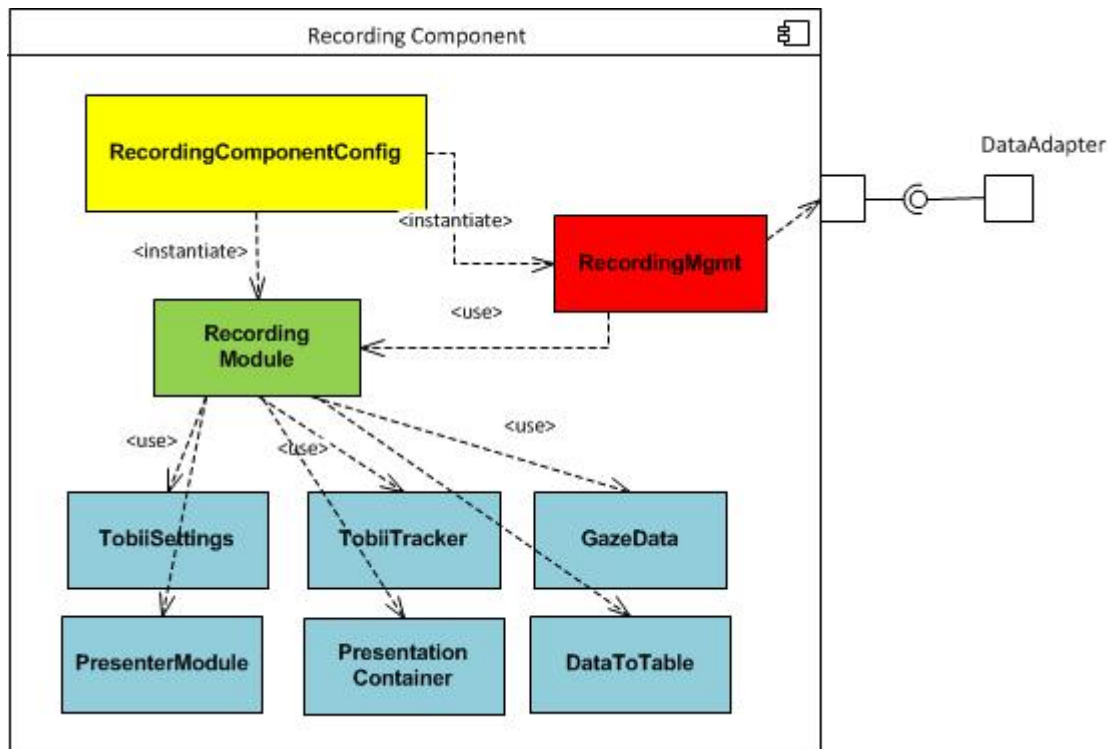 Recording Component
DataAdapter
RecordingComponentConfig
<instantiate>
<instantiate>
RecordingMgmt
<use>
Recording
Module
<use>
<use>
<use>
TobiiSettings
TobiiTracker
GazeData
PresenterModule
Presentation
Container
DataToTable